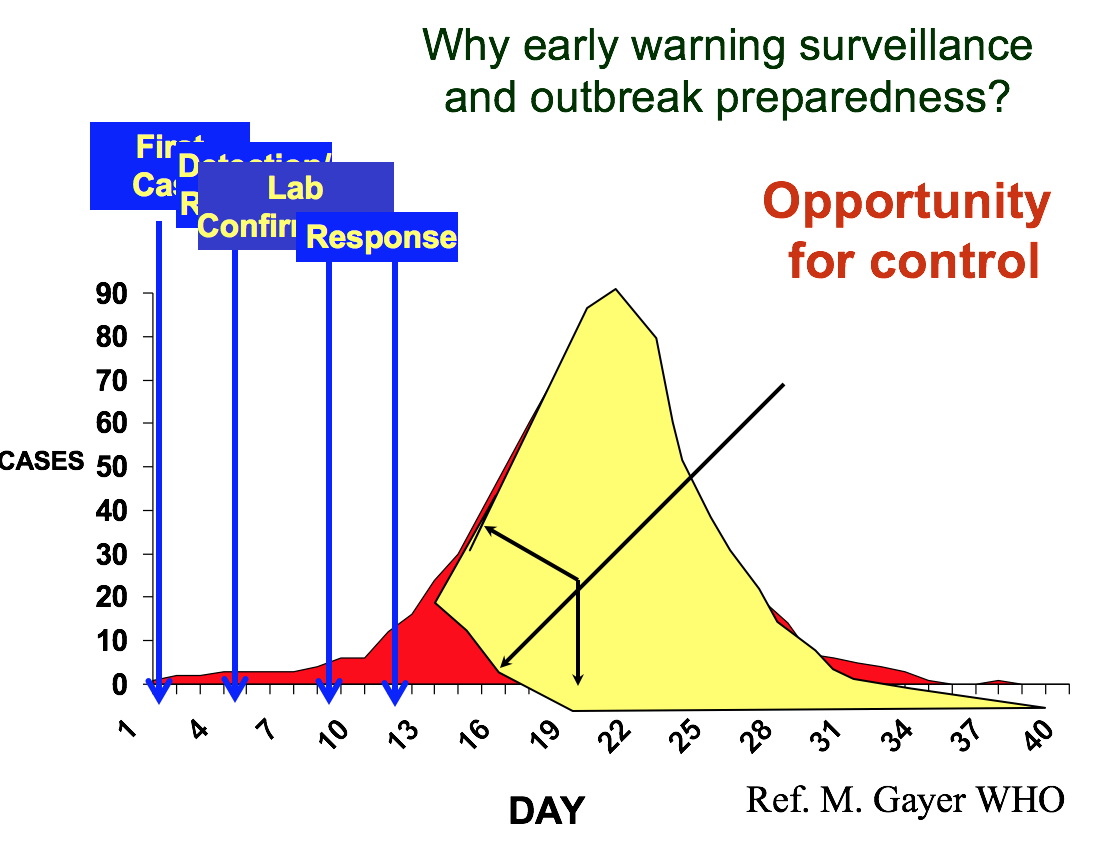 Why early warning surveillance
and outbreak preparedness?
First
Lab
Response
Opportunity
for control
90
80
70
60
50
40
30
20
10
0
CASES
1
4
7
10
13
16
19
22
25
28
31
34
37
40
DAY
Ref. M. Gayer WHO